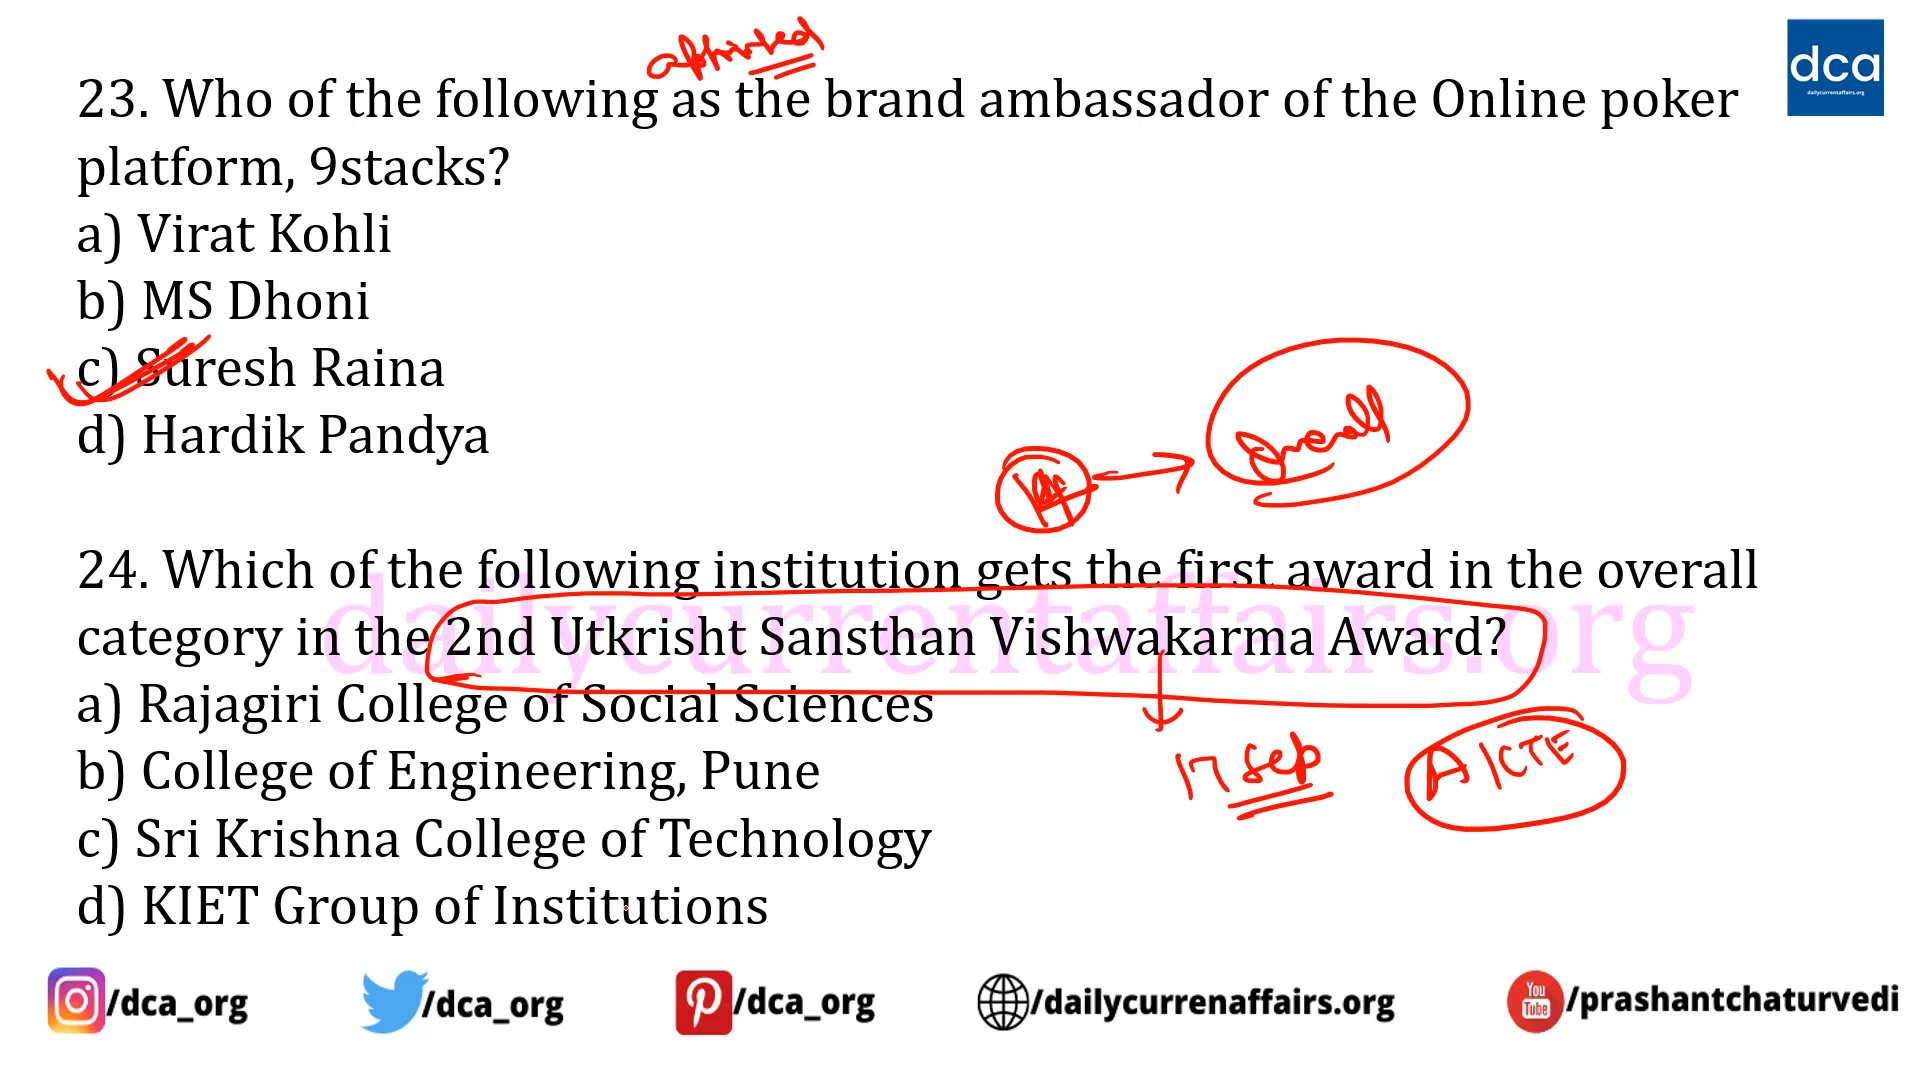 dca
dailycurrentaffairs.org
23. Who of the following as the brand ambassador of the Online poker
platform, 9stacks?
a) Virat Kohli
b) MS Dhoni
c) Suresh Raina
d) Hardik Pandya
Overall
24. Which of the following institution gets the first award in the overall
category in the 2nd Utkrisht Sansthan Vishwakarma Award?
dailycurrentaffairs.org
a) Rajagiri College of Social Sciences
17 Sep
AICTE
b) College of Engineering, Pune
c) Sri Krishna College of Technology
d) KIET Group of Institutions
/dca_org /dca_org /dca_org /dailycurrenaffairs.org You Tube /prashantchaturvedi